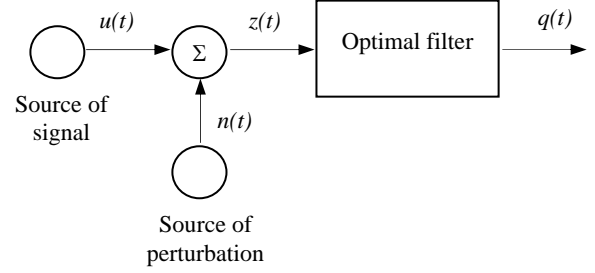 u(t)
z(t)
q(t)
Σ
Optimal filter
Source of
signal
n(t)
Source of
perturbation